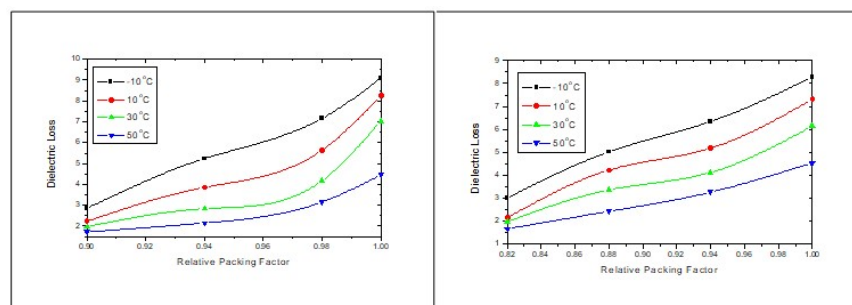 10
9
8
7
6
5
4
3
2
Dielectric Loss
-10°C
10°C
30°C
50°C
0.90 0.92 0.94 0.96 0.98 1.00
Relative Packing Factor
9
8
7
6
5
4
3
2
1
Dielectric Loss
-10°C
10°C
30°C
50°C
0.82 0.84 0.86 0.88 0.90 0.92 0.94 0.96 0.98 1.00
Relative Packing Factor